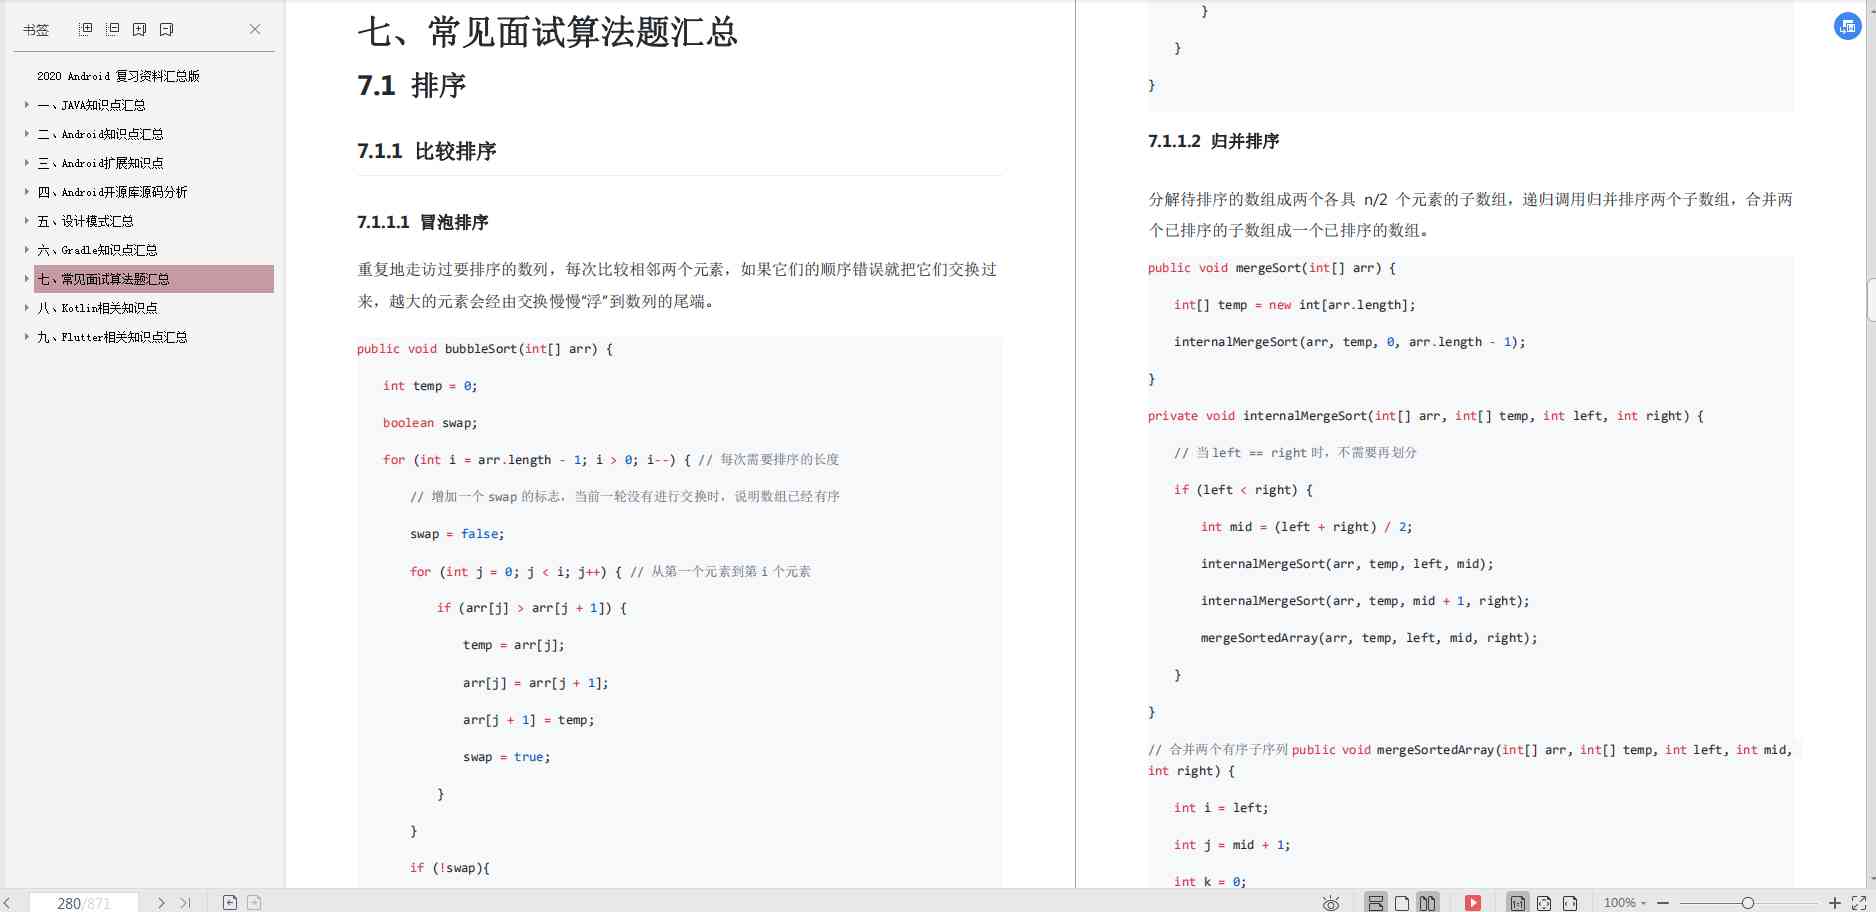 书签
2020 Android 复习资料汇总版
一、JAVA知识点汇总
二、Android知识点汇总
三、Android扩展知识点
四、Android开源库源码分析
五、设计模式汇总
六、Gradle知识点汇总
七、常见面试算法题汇总
八、Kotlin相关知识点
九、Flutter相关知识点汇总
七、常见面试算法题汇总
7.1 排序
7.1.1 比较排序
7.1.1.1 冒泡排序
重复地走访过要排序的数列，每次比较相邻两个元素，如果它们的顺序错误就把它们交换过
来，越大的元素会经由交换慢慢“浮”到数列的尾端。
public void bubbleSort(int[] arr) {
int temp = 0;
boolean swap;
for (int i = arr.length - 1; i > 0; i--) { // 每次需要排序的长度
// 增加一个 swap 的标志，当前一轮没有进行交换时，说明数组已经有序
swap = false;
for (int j = 0; j < i; j++) { // 从第一个元素到第 i 个元素
if (arr[j] > arr[j + 1]) {
temp = arr[j];
arr[j] = arr[j + 1];
arr[j + 1] = temp;
swap = true;
}
}
if (!swap){
}
}
}
7.1.1.2 归并排序
分解待排序的数组成两个各具 n/2 个元素的子数组，递归调用归并排序两个子数组，合并两
个已排序的子数组成一个已排序的数组。
public void mergeSort(int[] arr) {
int[] temp = new int[arr.length];
internalMergeSort(arr, temp, 0, arr.length - 1);
}
private void internalMergeSort(int[] arr, int[] temp, int left, int right) {
// 当 left == right 时，不需要再划分
if (left < right) {
int mid = (left + right) / 2;
internalMergeSort(arr, temp, left, mid);
internalMergeSort(arr, temp, mid + 1, right);
mergeSortedArray(arr, temp, left, mid, right);
}
}
// 合并两个有序子序列 public void mergeSortedArray(int[] arr, int[] temp, int left, int mid,
int right) {
int i = left;
int j = mid + 1;
int k = 0;
280/871
100%